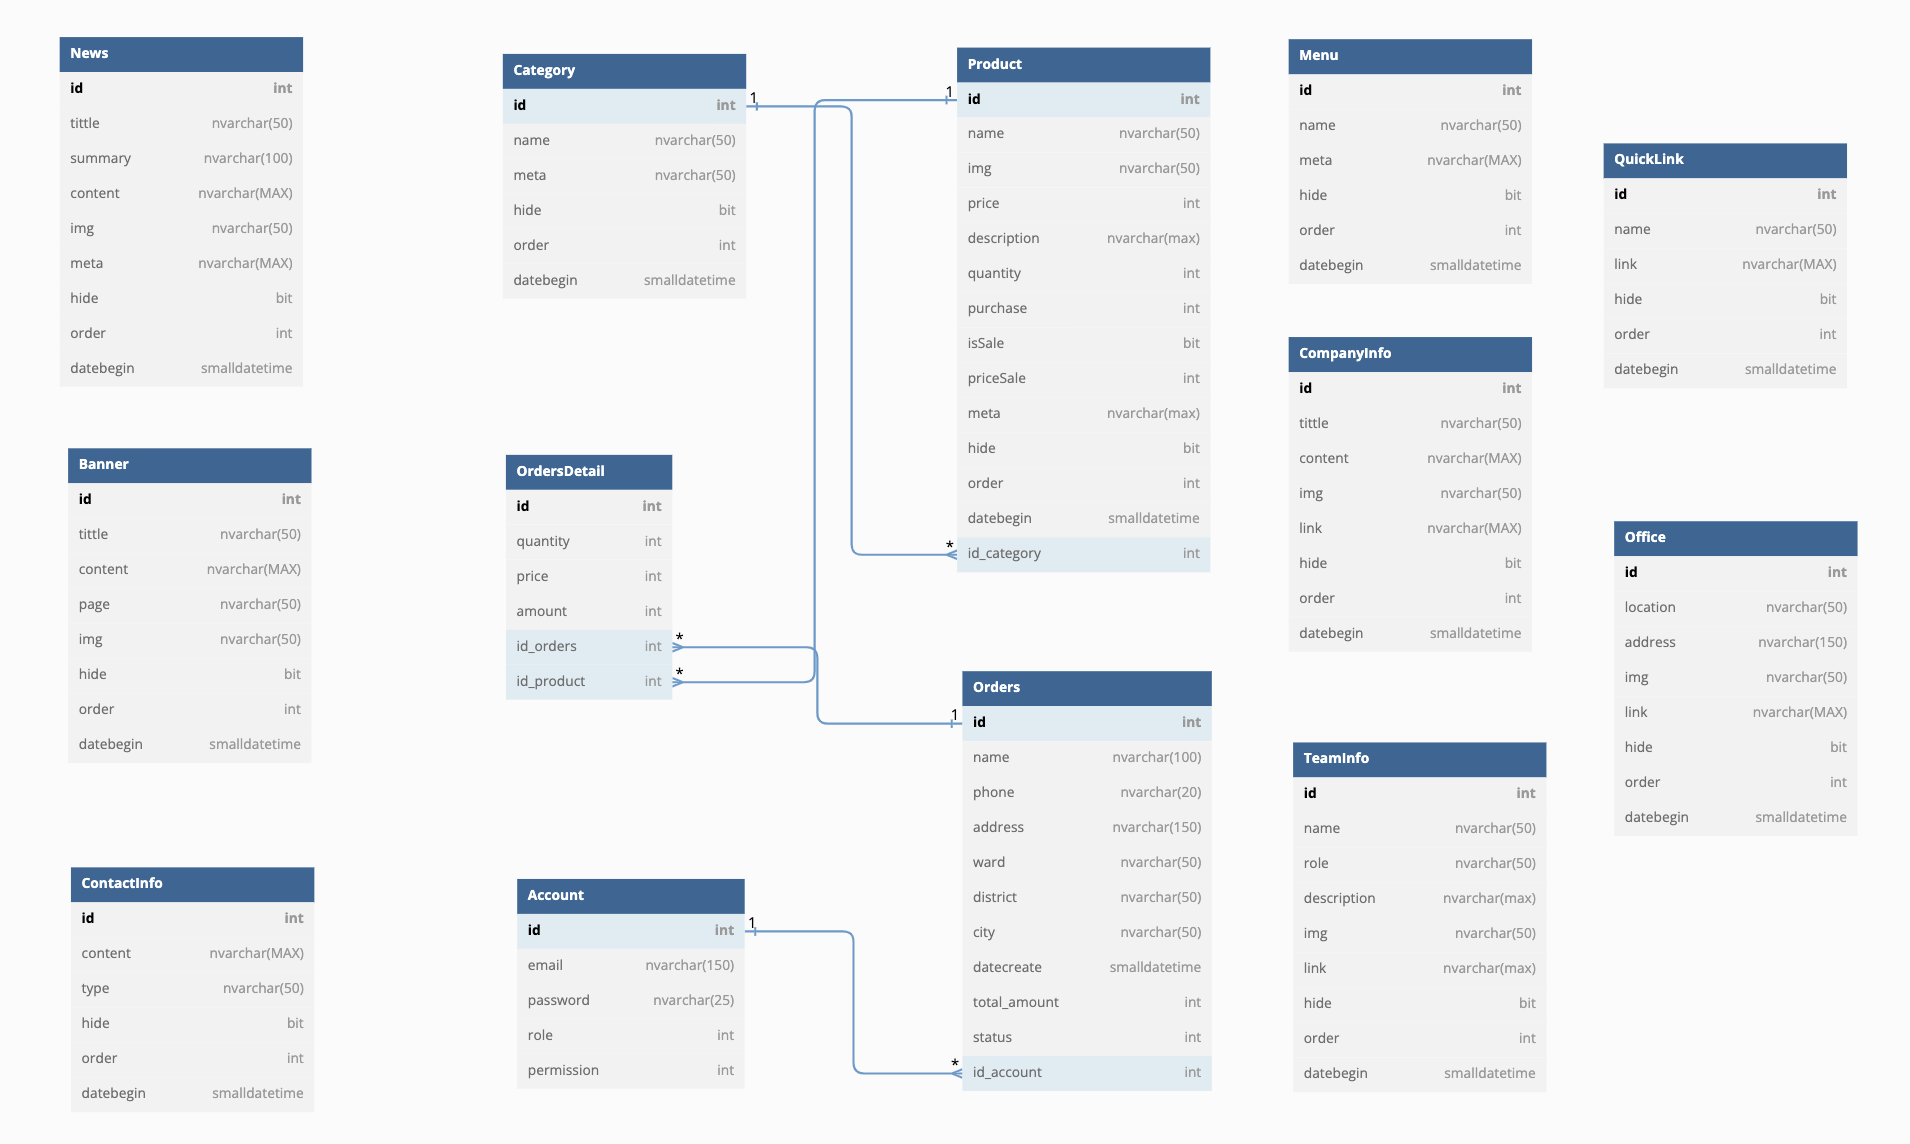 News
id int
tittle nvarchar(50)
summary nvarchar(100)
content nvarchar(MAX)
img nvarchar(50)
meta nvarchar(MAX)
hide bit
order int
datebegin smalldatetime
Banner
id int
tittle nvarchar(50)
content nvarchar(MAX)
page nvarchar(50)
img nvarchar(50)
hide bit
order int
datebegin smalldatetime
ContactInfo
id int
content nvarchar(MAX)
type nvarchar(50)
hide bit
order int
datebegin smalldatetime
Category
id int 1
name nvarchar(50)
meta nvarchar(50)
hide bit
order int
datebegin smalldatetime
OrdersDetail
id int
quantity int
price int
amount int
id_orders int *
id_product int *
Account
id int 1
email nvarchar(150)
password nvarchar(25)
role int
permission int
Product
1 id int
name nvarchar(50)
img nvarchar(50)
price int
description nvarchar(max)
quantity int
purchase int
isSale bit
priceSale int
meta nvarchar(max)
hide bit
order int
datebegin smalldatetime
* id_category int
Orders
1 id int
name nvarchar(100)
phone nvarchar(20)
address nvarchar(150)
ward nvarchar(50)
district nvarchar(50)
city nvarchar(50)
datecreate smalldatetime
total_amount int
status int
* id_account int
Menu
id int
name nvarchar(50)
meta nvarchar(MAX)
hide bit
order int
datebegin smalldatetime
CompanyInfo
id int
tittle nvarchar(50)
content nvarchar(MAX)
img nvarchar(50)
link nvarchar(MAX)
hide bit
order int
datebegin smalldatetime
TeamInfo
id int
name nvarchar(50)
role nvarchar(50)
description nvarchar(max)
img nvarchar(50)
link nvarchar(max)
hide bit
order int
datebegin smalldatetime
QuickLink
id int
name nvarchar(50)
link nvarchar(MAX)
hide bit
order int
datebegin smalldatetime
Office
id int
location nvarchar(50)
address nvarchar(150)
img nvarchar(50)
link nvarchar(MAX)
hide bit
order int
datebegin smalldatetime